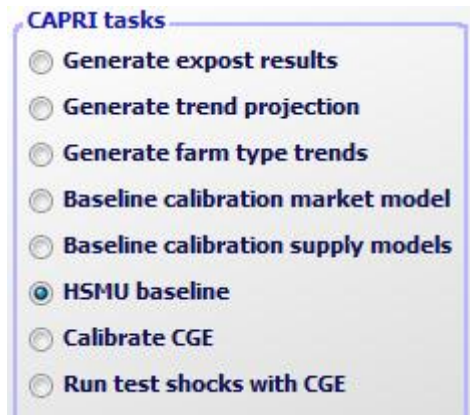 CAPRI tasks
Generate expost results
Generate trend projection
Generate farm type trends
Baseline calibration market model
Baseline calibration supply models
HSMU baseline
Calibrate CGE
Run test shocks with CGE